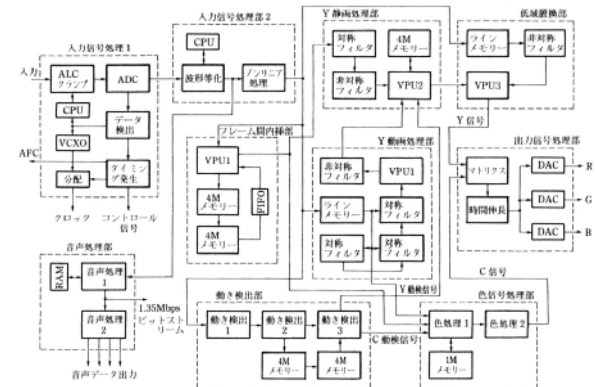 入力信号処理1
入力
ALC
クランプ
ADC
CPU
データ
検出
VCXO
AFC
分配
タイミン
グ発生
クロック
コントロール
信号
入力信号処理部2
CPU
波形等化
ノンリニア
処理
フレーム間内挿部
VPU1
4M
メモリー
4M
メモリー
FIFO
Y静画処理部
対称
フィルタ
4M
メモリー
非対称
フィルタ
VPU2
低域置換部
ライン
メモリー
非対称
フィルタ
VPU3
Y信号
Y動画処理部
非対称
フィルタ
VPU1
ライン
メモリー
対称
フィルタ
対称
フィルタ
対称
フィルタ
Y動検信号
出力信号処理部
マトリクス
時間伸長
DAC
R
DAC
G
DAC
B
C信号
音声処理部
RAM
音声処理
1
音声処理
2
1.35Mbps
ビットスト
リーム
音声データ出力
動き検出部
動き検出
1
動き検出
2
動き検出
3
4M
メモリー
4M
メモリー
C動検信号
色信号処理部
色処理1
色処理2
1M
メモリー